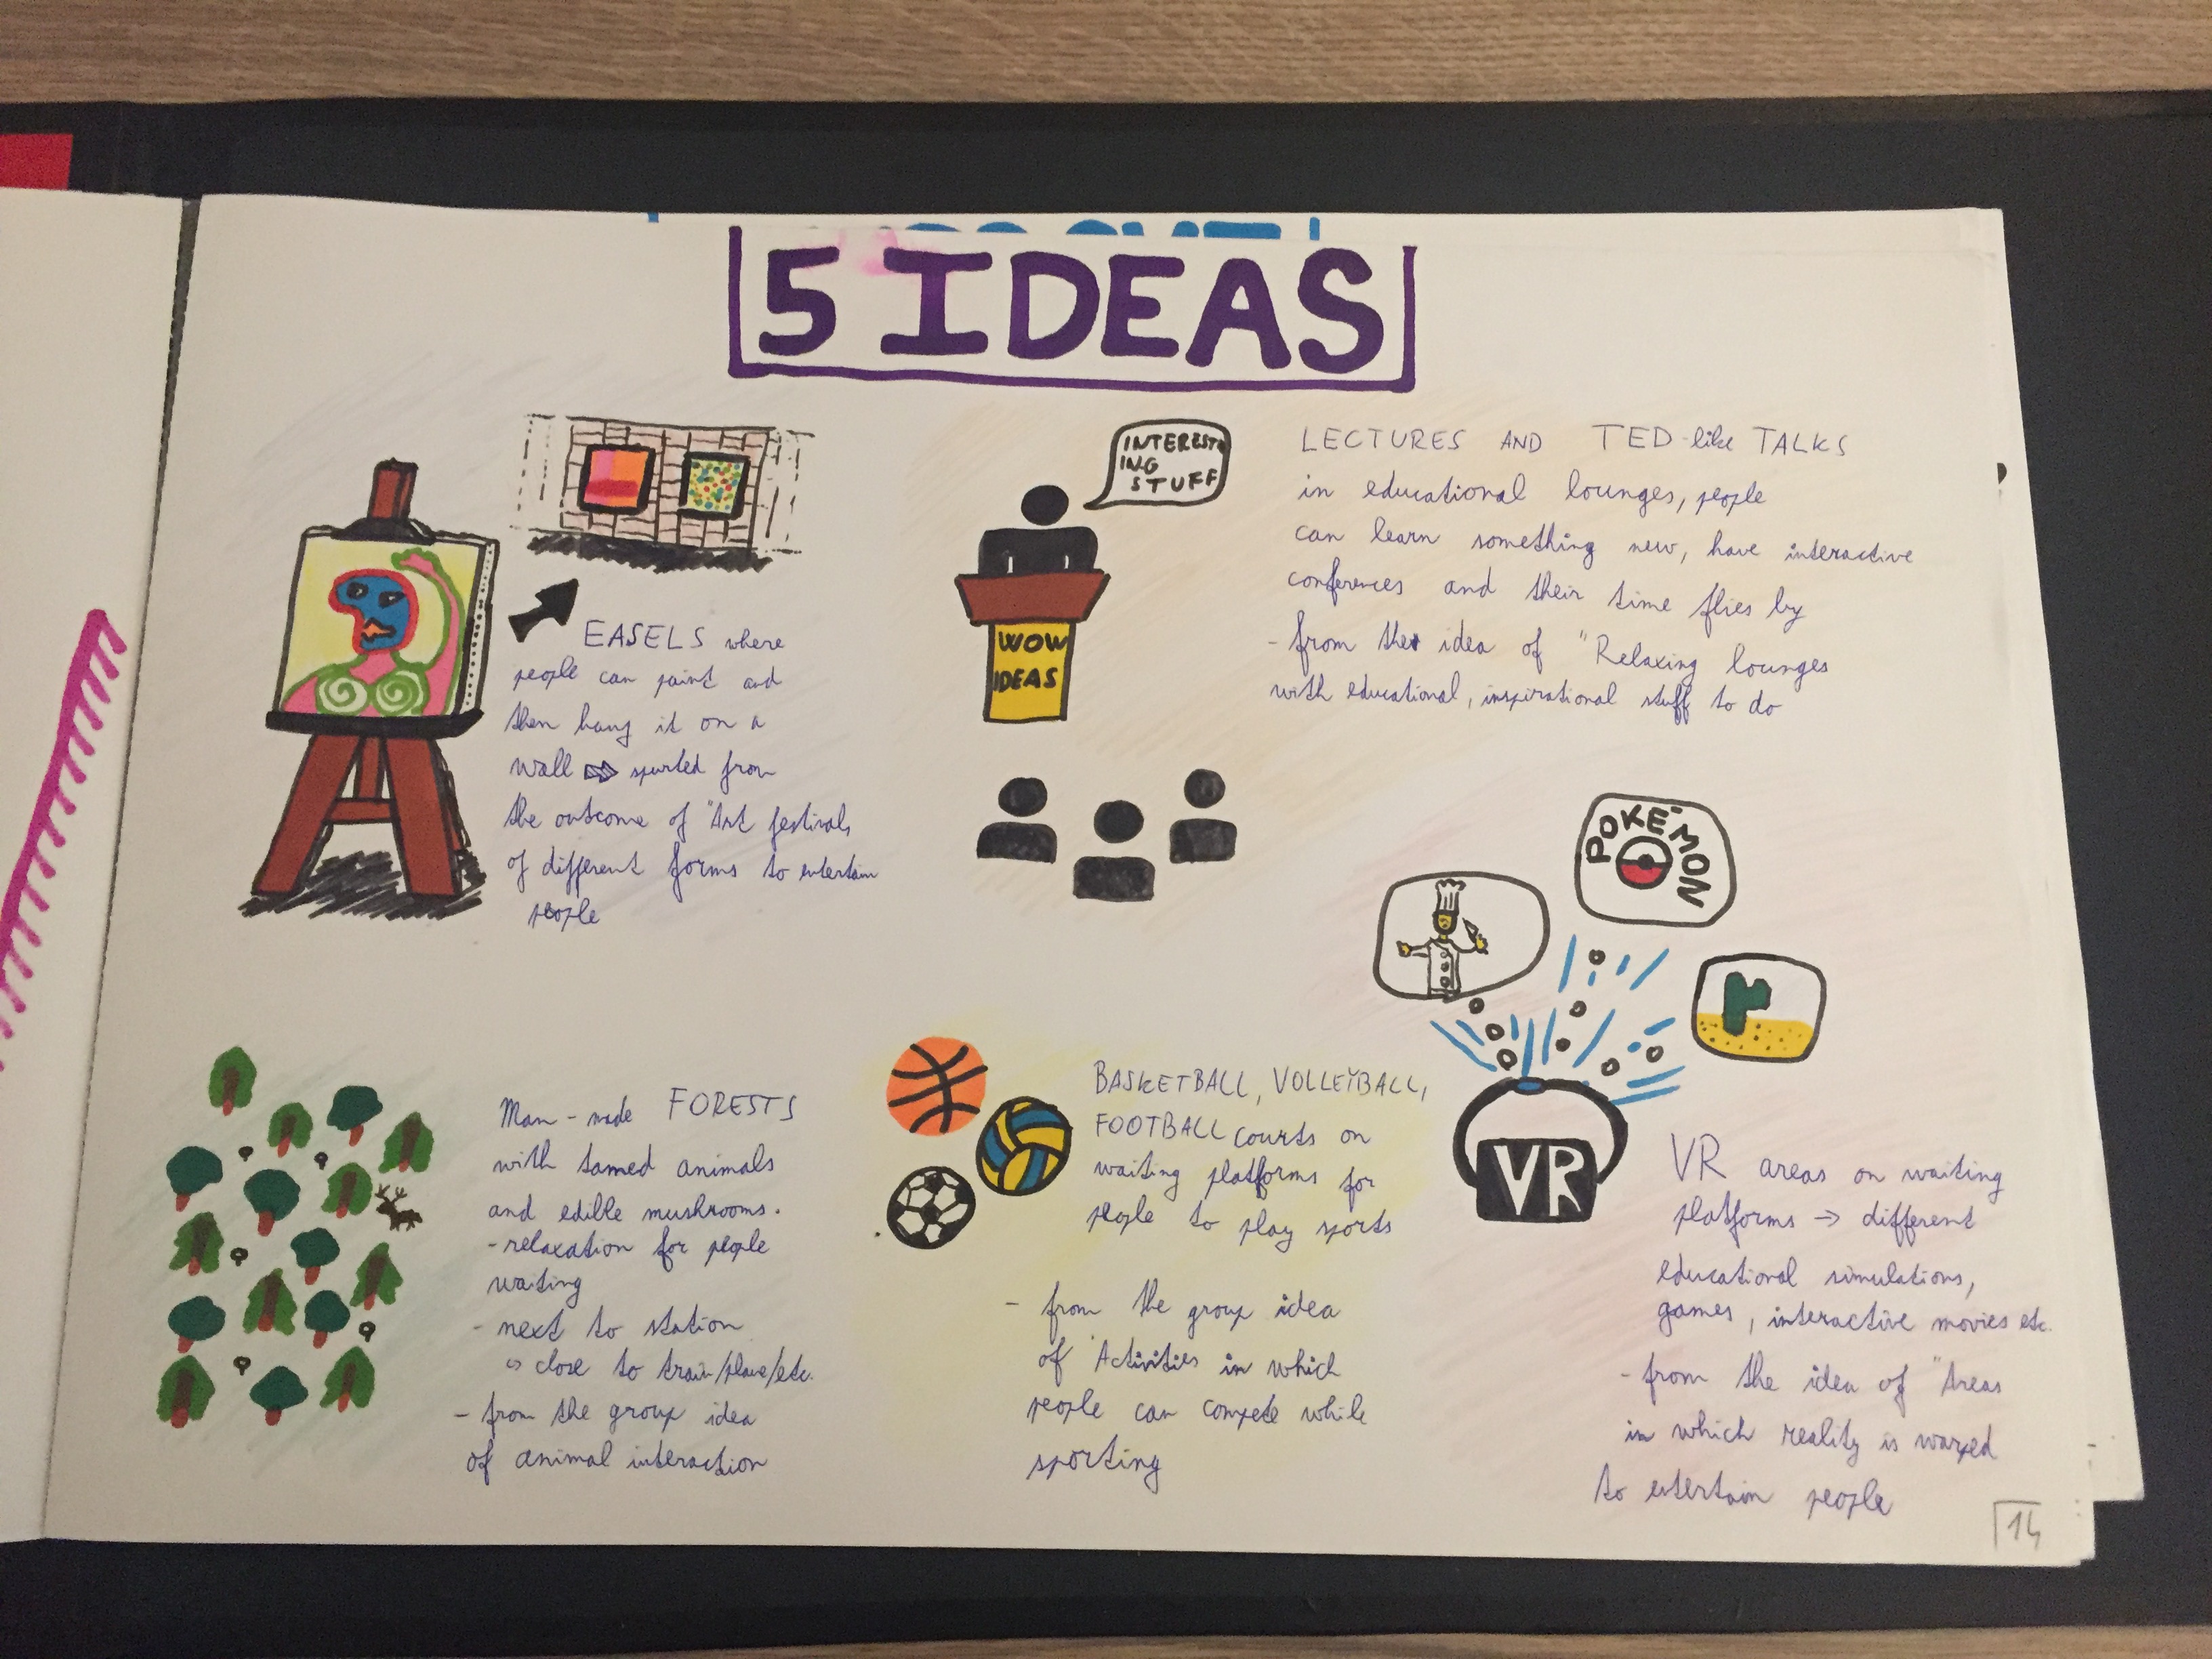 5 IDEAS
EASELS where
people can paint and
then hang it on a
wall ⇨ spurted from
the outcome of "Art festivals
of different forms to entertain
people
INTEREST
ING
STUFF
WOW
IDEAS
LECTURES AND TED-like TALKS
in educational lounges, people
can learn something new, have interactive
conferences and their time flies by
- from the idea of "Relaxing lounges
with educational, inspirational stuff to do
Man-made FORESTS
with tamed animals
and edible mushrooms.
- relaxation for people
waiting
- next to station
⇨ close to train/plane/etc.
- from the group idea
of animal interaction
BASKETBALL, VOLLEYBALL,
FOOTBALL courts on
waiting platforms for
people to play sports
- from the group idea
of "Activities in which
people can compete while
sporting
POKÉMON
VR
VR areas on waiting
platforms → different
educational simulations,
games, interactive movies etc.
- from the idea of "Areas
in which reality is warped
to entertain people
14